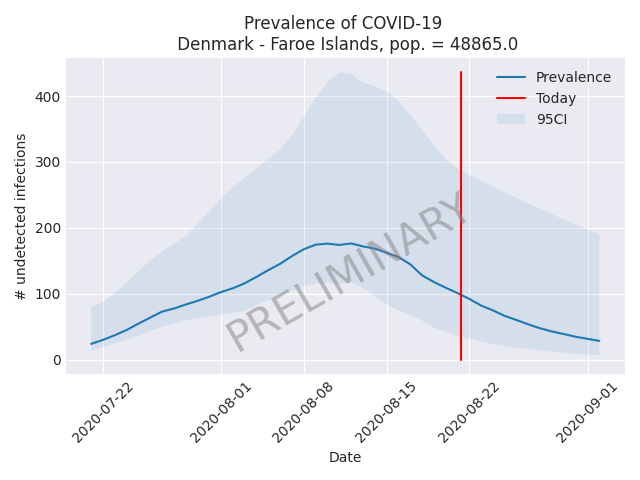 Prevalence of COVID-19
Denmark - Faroe Islands, pop. = 48865.0
Prevalence
Today
95CI
# undetected infections
400
300
200
100
0
PRELIMINARY
2020-07-22
2020-08-01
2020-08-08
2020-08-15
2020-08-22
2020-09-01
Date